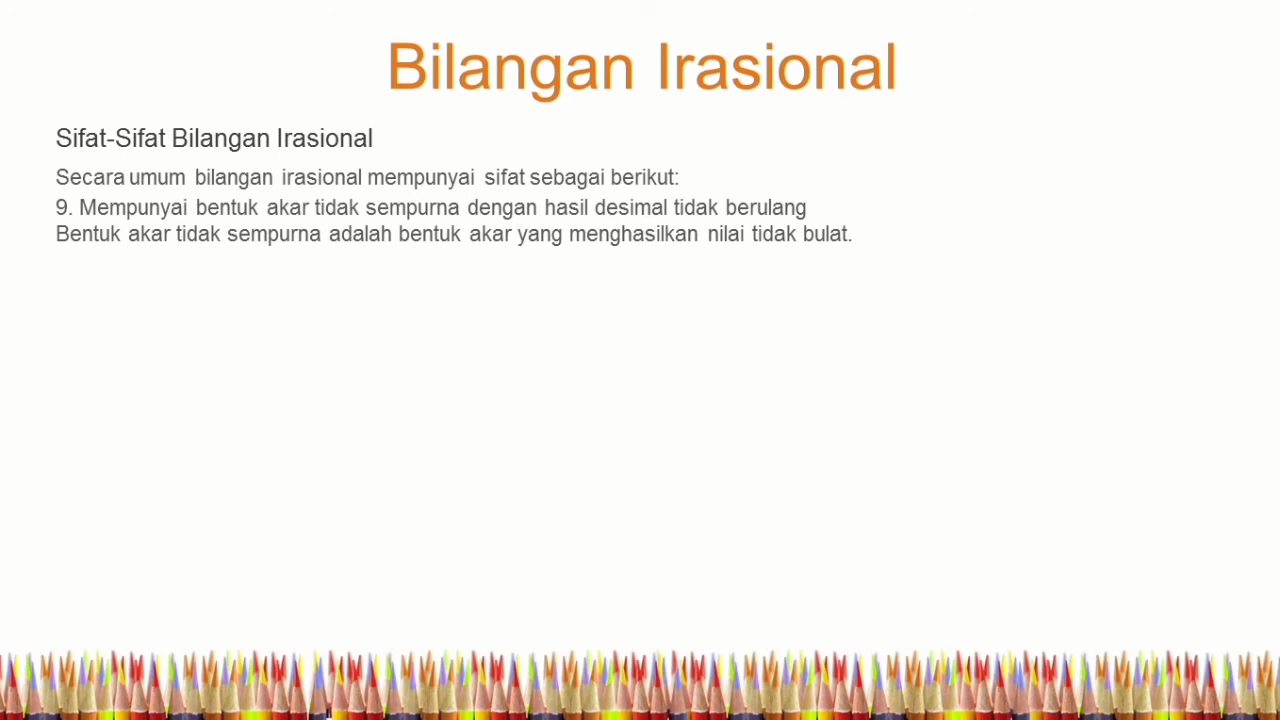 Bilangan Irasional
Sifat-Sifat Bilangan Irasional
Secara umum bilangan irasional mempunyai sifat sebagai berikut:
9. Mempunyai bentuk akar tidak sempurna dengan hasil desimal tidak berulang
Bentuk akar tidak sempurna adalah bentuk akar yang menghasilkan nilai tidak bulat.